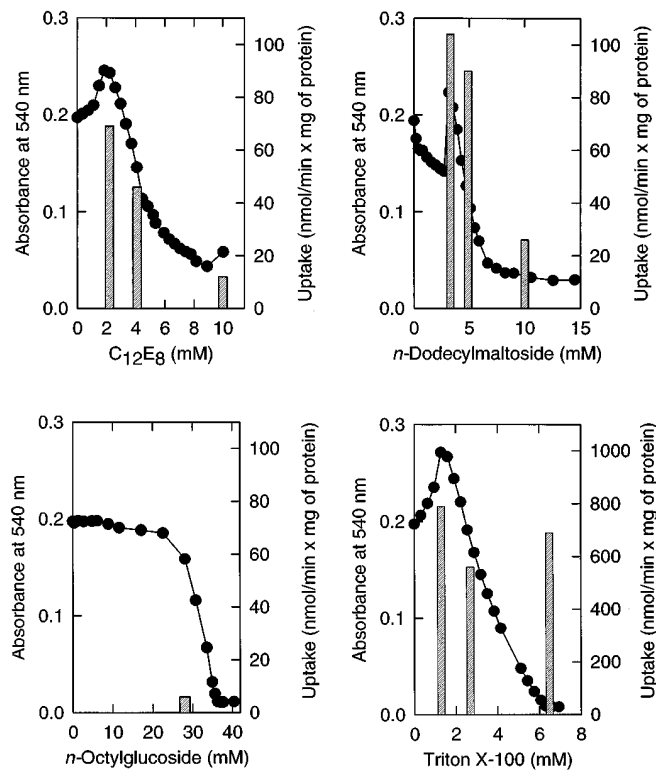 0.3
0.2
0.1
0.0
Absorbance at 540 nm
100
80
60
40
20
0
Uptake (nmol/min x mg of protein)
0 2 4 6 8 10
C12E8 (mM)
0.3
0.2
0.1
0.0
Absorbance at 540 nm
100
80
60
40
20
0
Uptake (nmol/min x mg of protein)
0 5 10 15
n-Dodecylmaltoside (mM)
0.3
0.2
0.1
0.0
Absorbance at 540 nm
100
80
60
40
20
0
Uptake (nmol/min x mg of protein)
0 10 20 30 40
n-Octylglucoside (mM)
0.3
0.2
0.1
0.0
Absorbance at 540 nm
1000
800
600
400
200
0
Uptake (nmol/min x mg of protein)
0 2 4 6 8
Triton X-100 (mM)